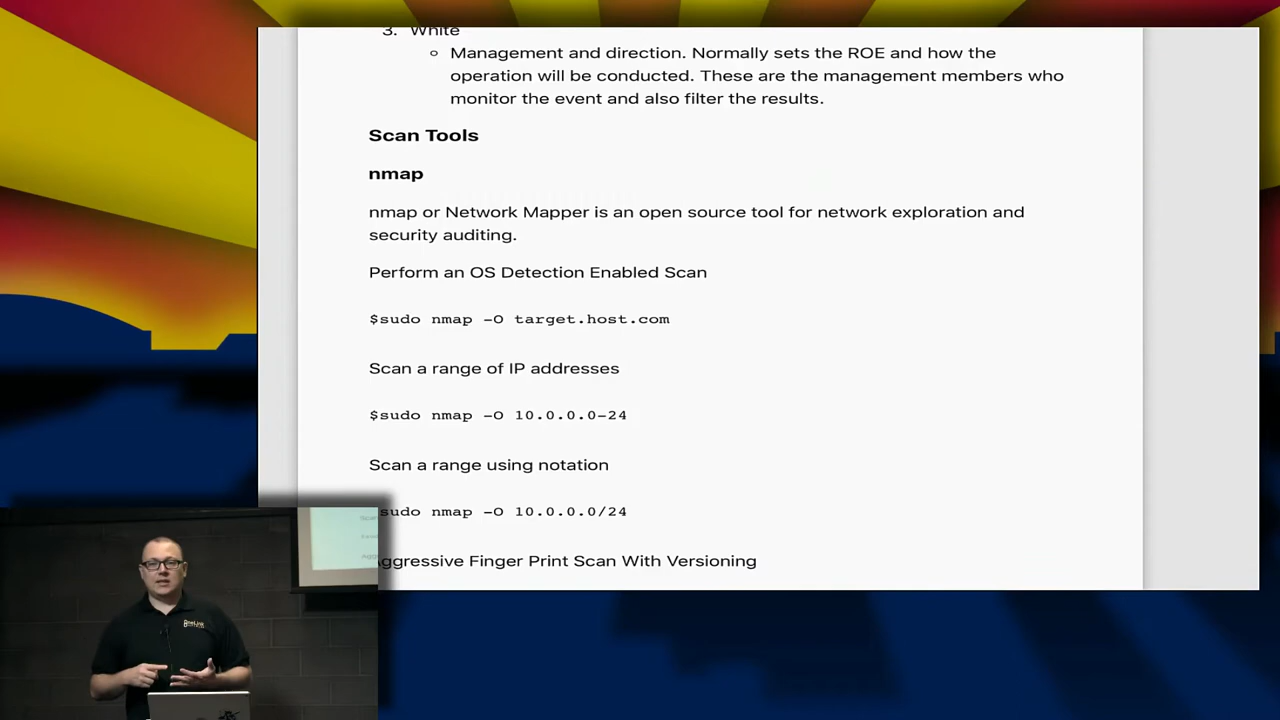 3. White
Management and direction. Normally sets the ROE and how the
operation will be conducted. These are the management members who
monitor the event and also filter the results.
Scan Tools
nmap
nmap or Network Mapper is an open source tool for network exploration and
security auditing.
Perform an OS Detection Enabled Scan
$sudo nmap -O target.host.com
Scan a range of IP addresses
$sudo nmap -O 10.0.0.0-24
Scan a range using notation
sudo nmap -O 10.0.0.0/24
ggressive Finger Print Scan With Versioning